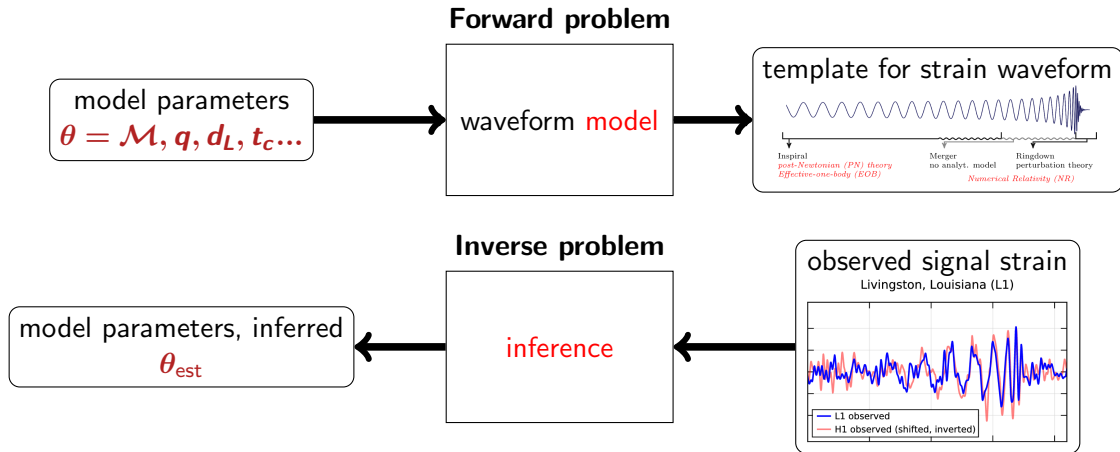 Forward problem
model parameters
θ = ℳ, q, d_L, t_c...
waveform model
template for strain waveform
Inspiral
post-Newtonian (PN) theory
Effective-one-body (EOB)
Merger
no analyt. model
Ringdown
perturbation theory
Numerical Relativity (NR)
Inverse problem
model parameters, inferred
θ_est
inference
observed signal strain
Livingston, Louisiana (L1)
L1 observed
H1 observed (shifted, inverted)